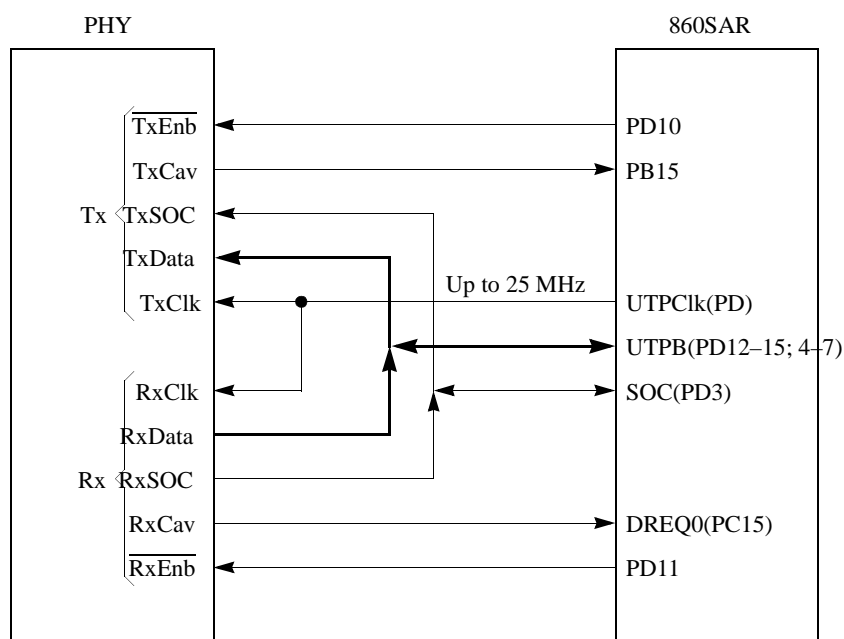 PHY
860SAR
TxEnb
PD10
TxCav
PB15
Tx
TxSOC
TxData
Up to 25 MHz
TxClk
UTPClk(PD)
UTPB(PD12–15; 4–7)
RxClk
SOC(PD3)
RxData
Rx
RxSOC
RxCav
DREQ0(PC15)
RxEnb
PD11